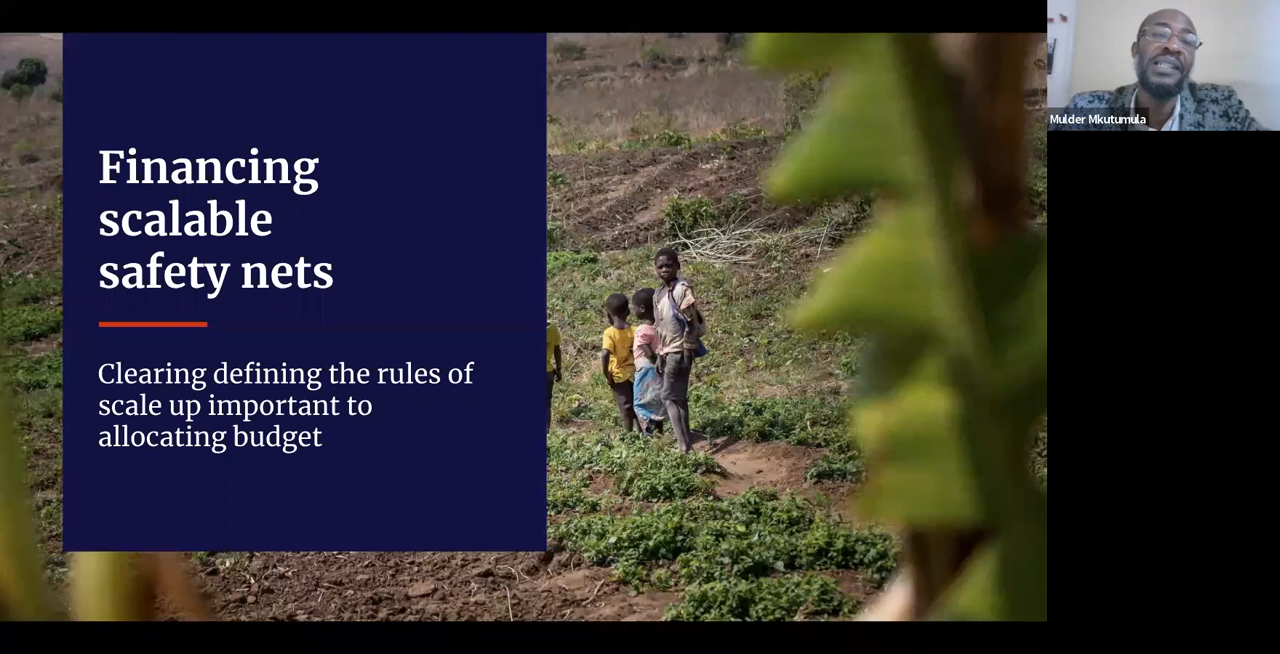 Financing
scalable
safety nets
Clearing defining the rules of
scale up important to
allocating budget
Mulder Mkutumula